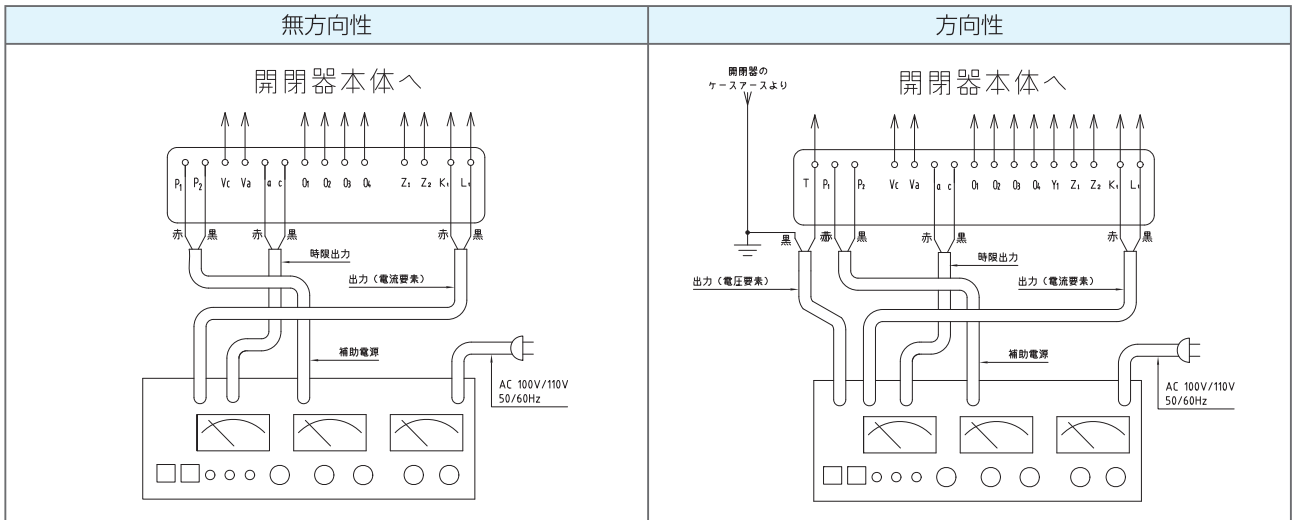 無方向性
開閉器本体へ
P₁ P₂ Vc Va a c O₁ O₂ O₃ O₄ Z₁ Z₂ K₁ L₁
赤 黒 赤 黒 赤 黒
時限出力
出力（電流要素）
補助電源
AC 100V/110V
50/60Hz
方向性
開閉器の
ケースアースより
開閉器本体へ
T P₁ P₂ Vc Va a c O₁ O₂ O₃ O₄ Y₁ Z₁ Z₂ K₁ L₁
黒 赤 黒 赤 黒 赤 黒
時限出力
出力（電圧要素）
出力（電流要素）
補助電源
AC 100V/110V
50/60Hz